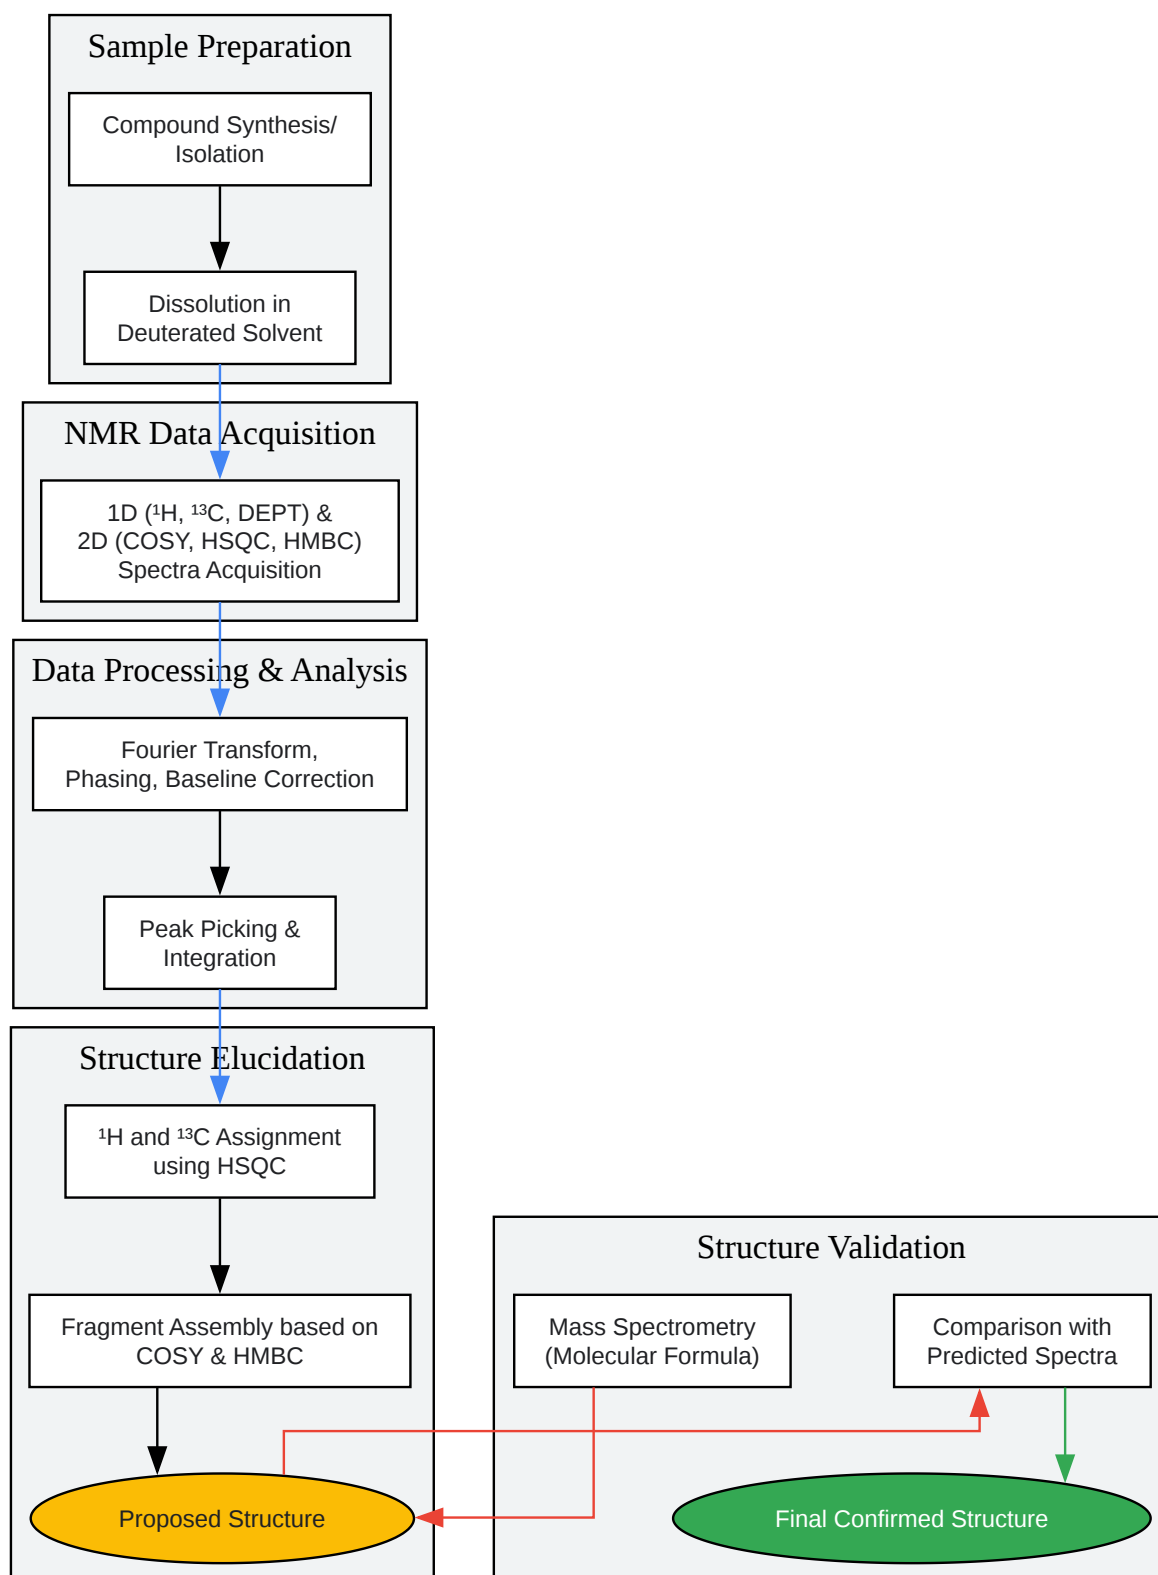 Sample Preparation
Compound Synthesis/
Isolation
Dissolution in
Deuterated Solvent
NMR Data Acquisition
1D (¹H, ¹³C, DEPT) &
2D (COSY, HSQC, HMBC)
Spectra Acquisition
Data Processing & Analysis
Fourier Transform,
Phasing, Baseline Correction
Peak Picking &
Integration
Structure Elucidation
¹H and ¹³C Assignment
using HSQC
Fragment Assembly based on
COSY & HMBC
Proposed Structure
Structure Validation
Mass Spectrometry
(Molecular Formula)
Comparison with
Predicted Spectra
Final Confirmed Structure